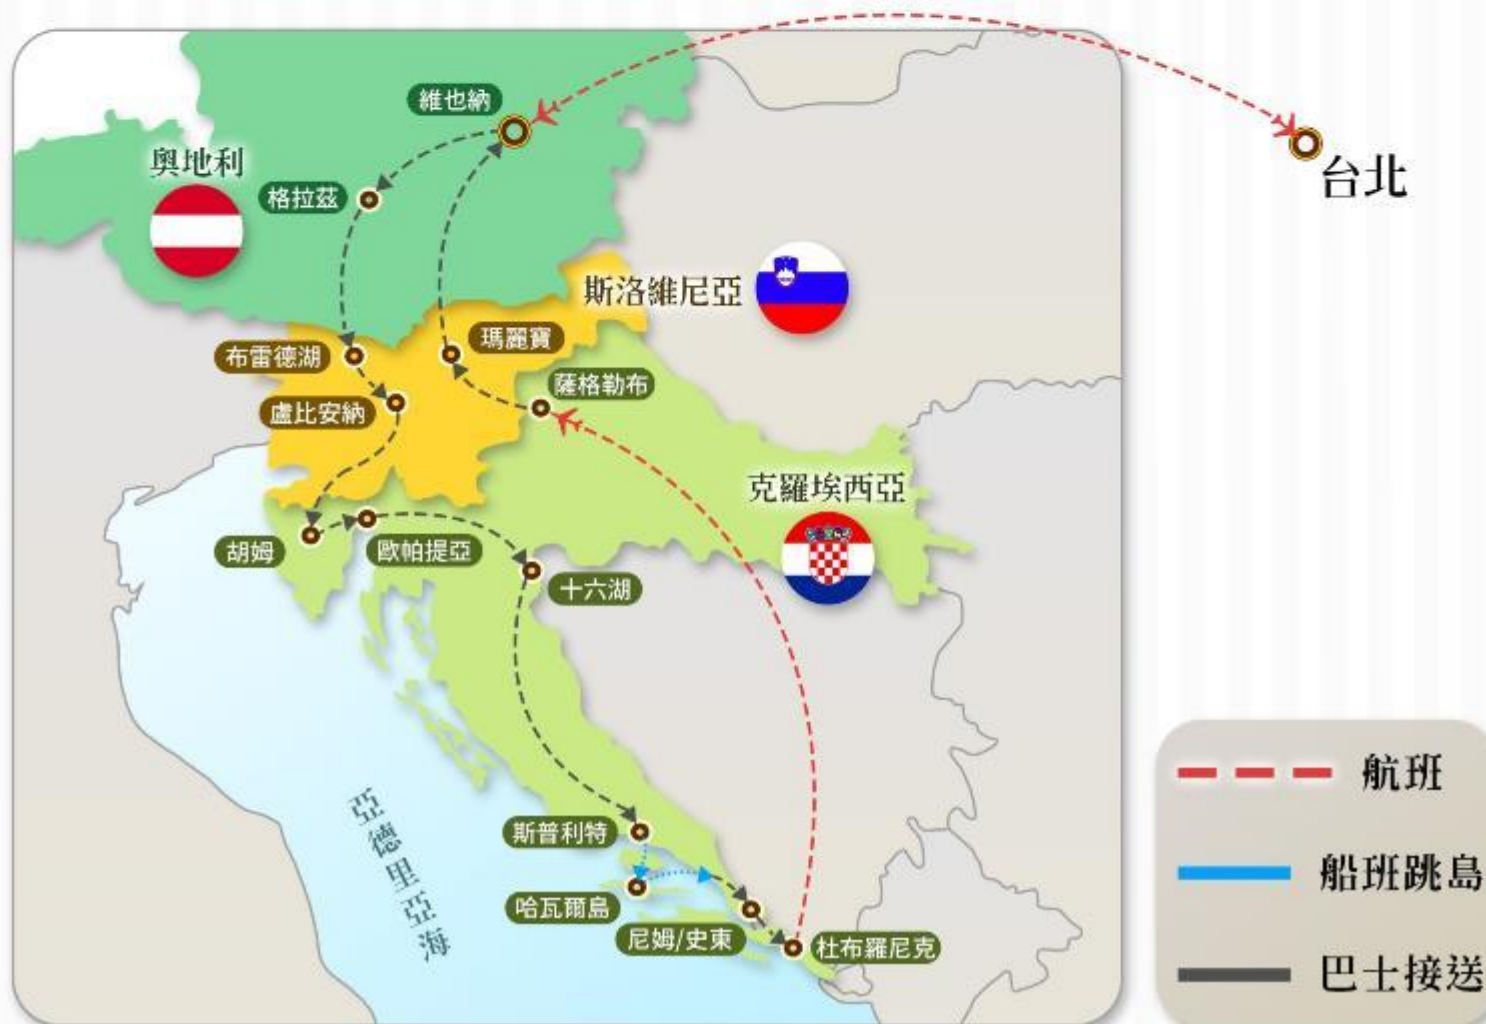 維也納
台北
奧地利
格拉茲
斯洛維尼亞
布雷德湖
瑪麗寶
盧比安納
薩格勒布
克羅埃西亞
胡姆
歐帕提亞
十六湖
亞德里亞海
斯普利特
哈瓦爾島
尼姆/史東
杜布羅尼克
航班
船班跳島
巴士接送